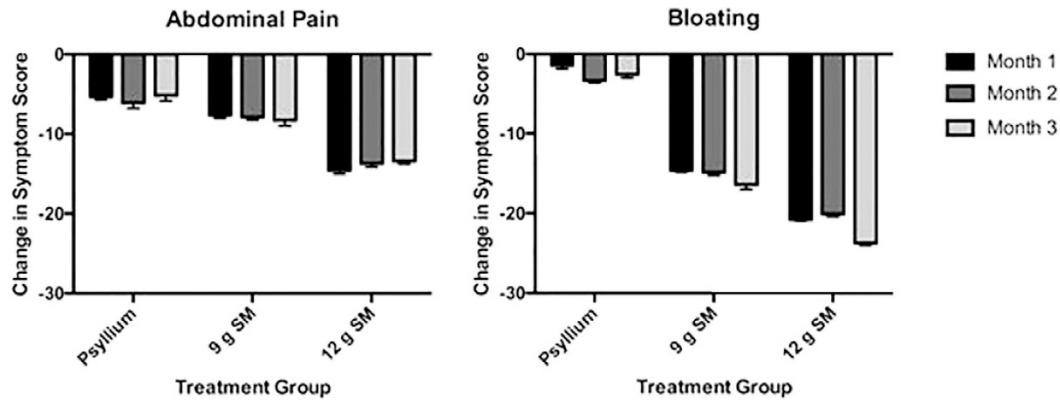 Abdominal Pain
Change in Symptom Score
0
-10
-20
-30
Psyllium
9 g SM
12 g SM
Treatment Group
Bloating
Change in Symptom Score
0
-10
-20
-30
Psyllium
9 g SM
12 g SM
Treatment Group
Month 1
Month 2
Month 3